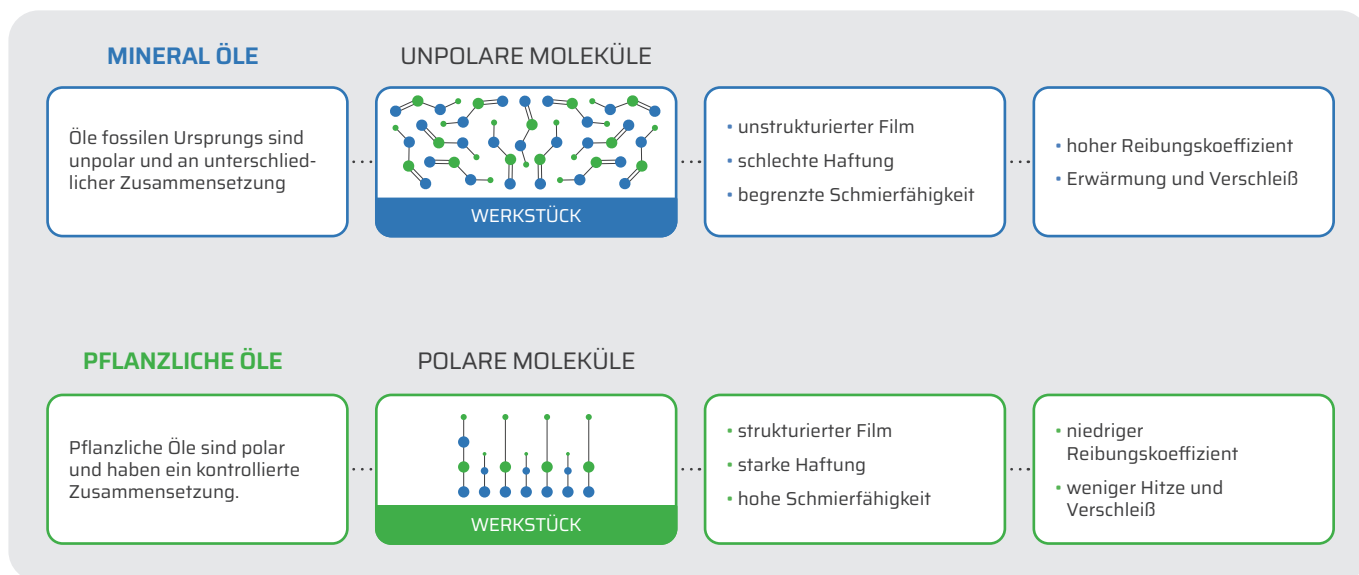 MINERAL ÖLE
UNPOLARE MOLEKÜLE
Öle fossilen Ursprungs sind
unpolar und an unterschlied-
licher Zusammensetzung
WERKSTÜCK
• unstrukturierter Film
• schlechte Haftung
• begrenzte Schmierfähigkeit
• hoher Reibungskoeffizient
• Erwärmung und Verschleiß
PFLANZLICHE ÖLE
POLARE MOLEKÜLE
Pflanzliche Öle sind polar
und haben ein kontrollierte
Zusammensetzung.
WERKSTÜCK
• strukturierter Film
• starke Haftung
• hohe Schmierfähigkeit
• niedriger
Reibungskoeffizient
• weniger Hitze und
Verschleiß